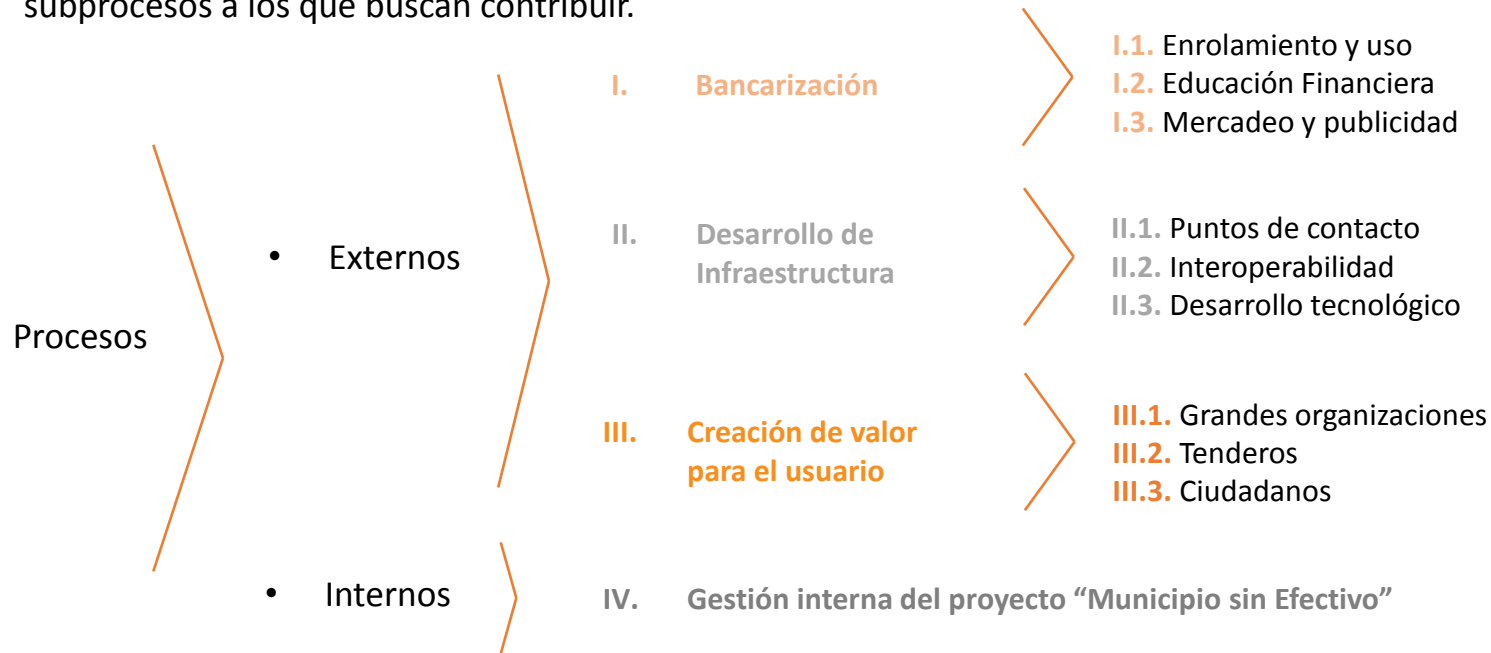 subprocesos a los que buscan contribuir.
Procesos
• Externos
I. Bancarización
I.1. Enrolamiento y uso
I.2. Educación Financiera
I.3. Mercadeo y publicidad
II. Desarrollo de
Infraestructura
II.1. Puntos de contacto
II.2. Interoperabilidad
II.3. Desarrollo tecnológico
III. Creación de valor
para el usuario
III.1. Grandes organizaciones
III.2. Tenderos
III.3. Ciudadanos
• Internos
IV. Gestión interna del proyecto “Municipio sin Efectivo”